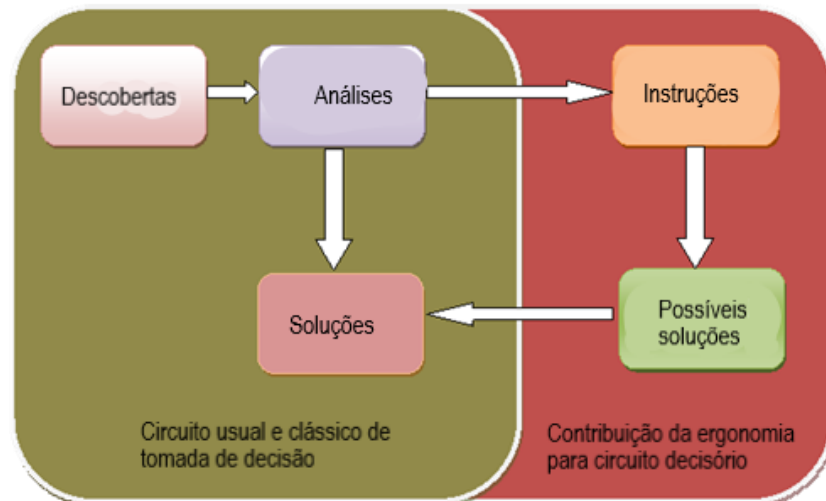 Descobertas
Análises
Instruções
Soluções
Possíveis
soluções
Circuito usual e clássico de
tomada de decisão
Contribuição da ergonomia
para circuito decisório